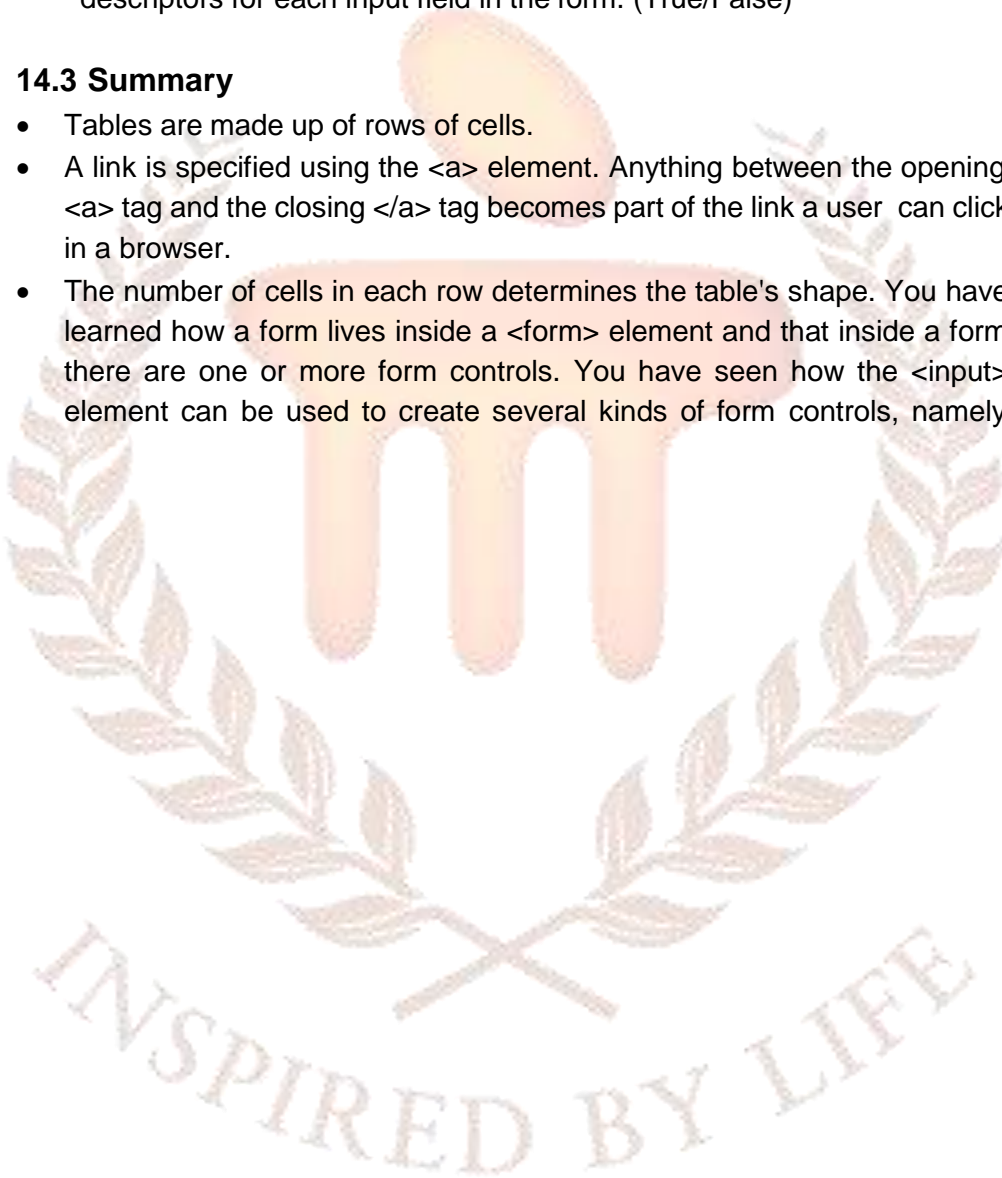 descriptors for each input field in the form. (True/False)
14.3 Summary
• Tables are made up of rows of cells.
• A link is specified using the <a> element. Anything between the opening
<a> tag and the closing </a> tag becomes part of the link a user can click
in a browser.
• The number of cells in each row determines the table's shape. You have
learned how a form lives inside a <form> element and that inside a form
there are one or more form controls. You have seen how the <input>
element can be used to create several kinds of form controls, namely
INSPIRED BY LIFE